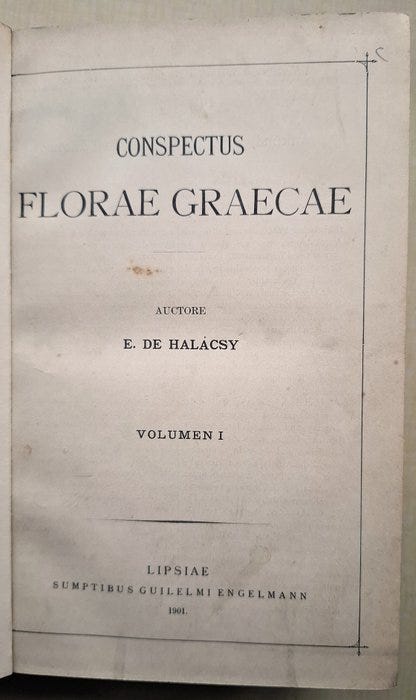 CONSPECTUS
FLORAE GRAECAE
AUCTORE
E. DE HALÁCSY
VOLUMEN I
LIPSIAE
SUMPTIBUS GUILELMI ENGELMANN
1901.